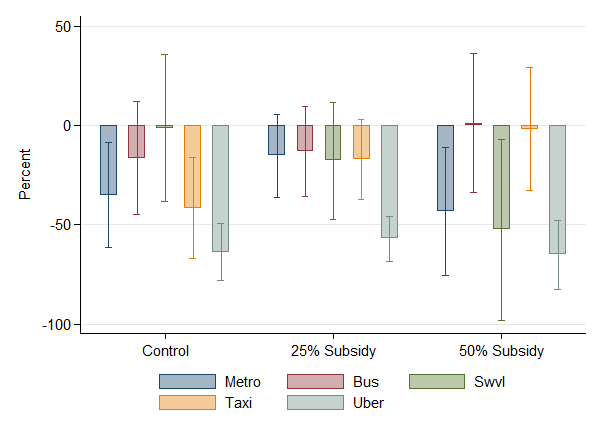 50
0
-50
-100
Percent
Control 25% Subsidy 50% Subsidy
Metro Bus Swvl
Taxi Uber